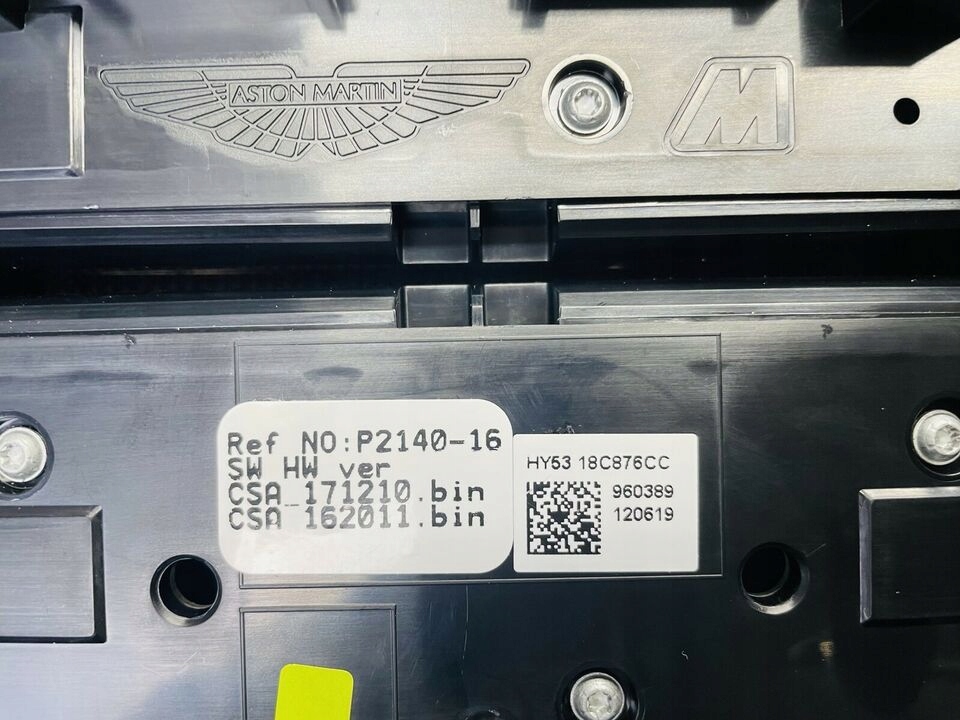 ASTON MARTIN
M
Ref NO:P2140-16
SW HW ver
CSA_171210.bin
CSA_162011.bin
HY53 18C876CC
960389
120619